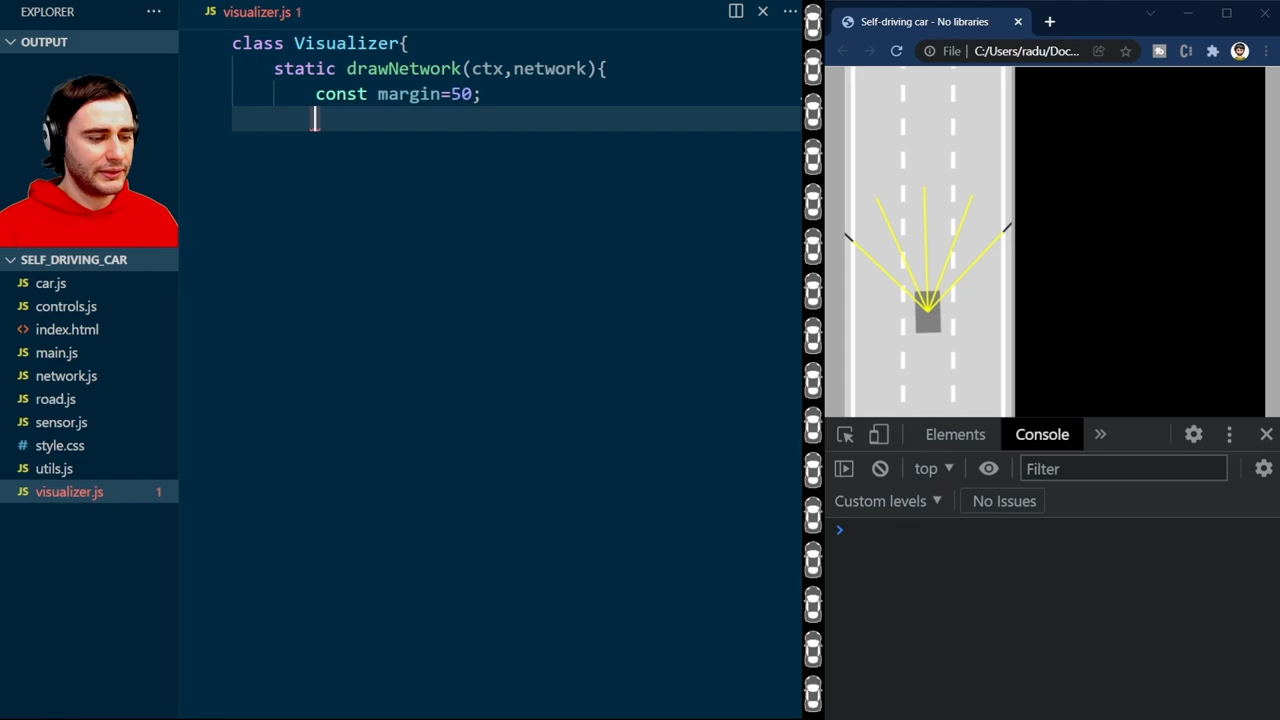 EXPLORER
OUTPUT
SELF_DRIVING_CAR
JS car.js
JS controls.js
<> index.html
JS main.js
JS network.js
JS road.js
JS sensor.js
# style.css
JS utils.js
JS visualizer.js 1
JS visualizer.js 1
class Visualizer{
static drawNetwork(ctx,network){
const margin=50;
Self-driving car - No libraries
File C:/Users/radu/Doc...
Elements Console
top Filter
Custom levels No Issues